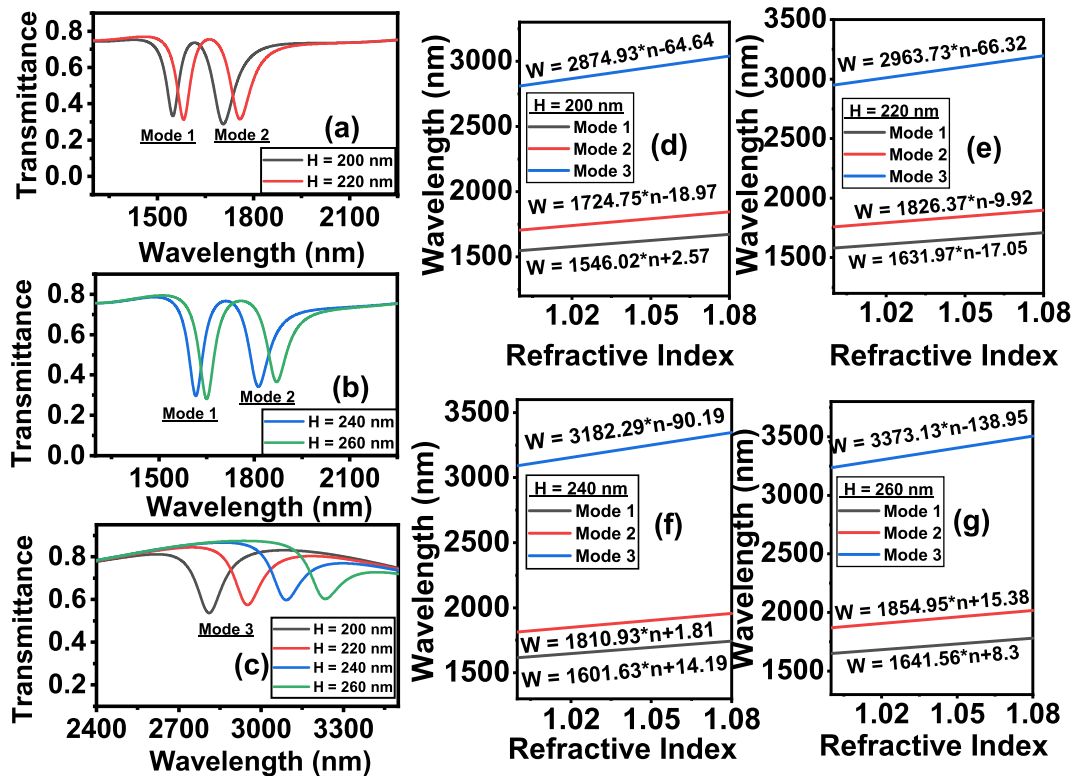 Transmittance
0.8
0.6
0.4
0.2
0.0
Mode 1
Mode 2
(a)
H = 200 nm
H = 220 nm
1500
1800
2100
Wavelength (nm)
Transmittance
0.8
0.6
0.4
0.2
0.0
Mode 1
Mode 2
(b)
H = 240 nm
H = 260 nm
1500
1800
2100
Wavelength (nm)
Transmittance
0.8
0.6
0.4
0.2
Mode 3
(c)
H = 200 nm
H = 220 nm
H = 240 nm
H = 260 nm
2400
2700
3000
3300
Wavelength (nm)
Wavelength (nm)
3000
2500
2000
1500
W = 2874.93*n-64.64
H = 200 nm
Mode 1
Mode 2
Mode 3
(d)
W = 1724.75*n-18.97
W = 1546.02*n+2.57
1.02
1.05
1.08
Refractive Index
Wavelength (nm)
3500
3000
2500
2000
1500
W = 2963.73*n-66.32
H = 220 nm
Mode 1
Mode 2
Mode 3
(e)
W = 1826.37*n-9.92
W = 1631.97*n-17.05
1.02
1.05
1.08
Refractive Index
Wavelength (nm)
3500
3000
2500
2000
1500
W = 3182.29*n-90.19
H = 240 nm
Mode 1
Mode 2
Mode 3
(f)
W = 1810.93*n+1.81
W = 1601.63*n+14.19
1.02
1.05
1.08
Refractive Index
Wavelength (nm)
3500
3000
2500
2000
1500
W = 3373.13*n-138.95
H = 260 nm
Mode 1
Mode 2
Mode 3
(g)
W = 1854.95*n+15.38
W = 1641.56*n+8.3
1.02
1.05
1.08
Refractive Index